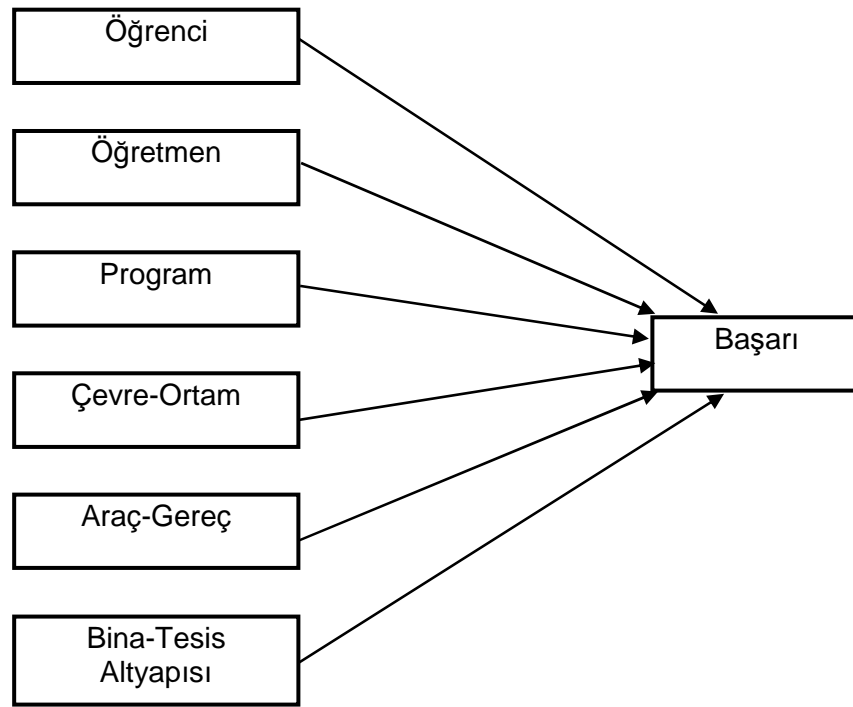 Öğrenci
Öğretmen
Program
Başarı
Çevre-Ortam
Araç-Gereç
Bina-Tesis
Altyapısı